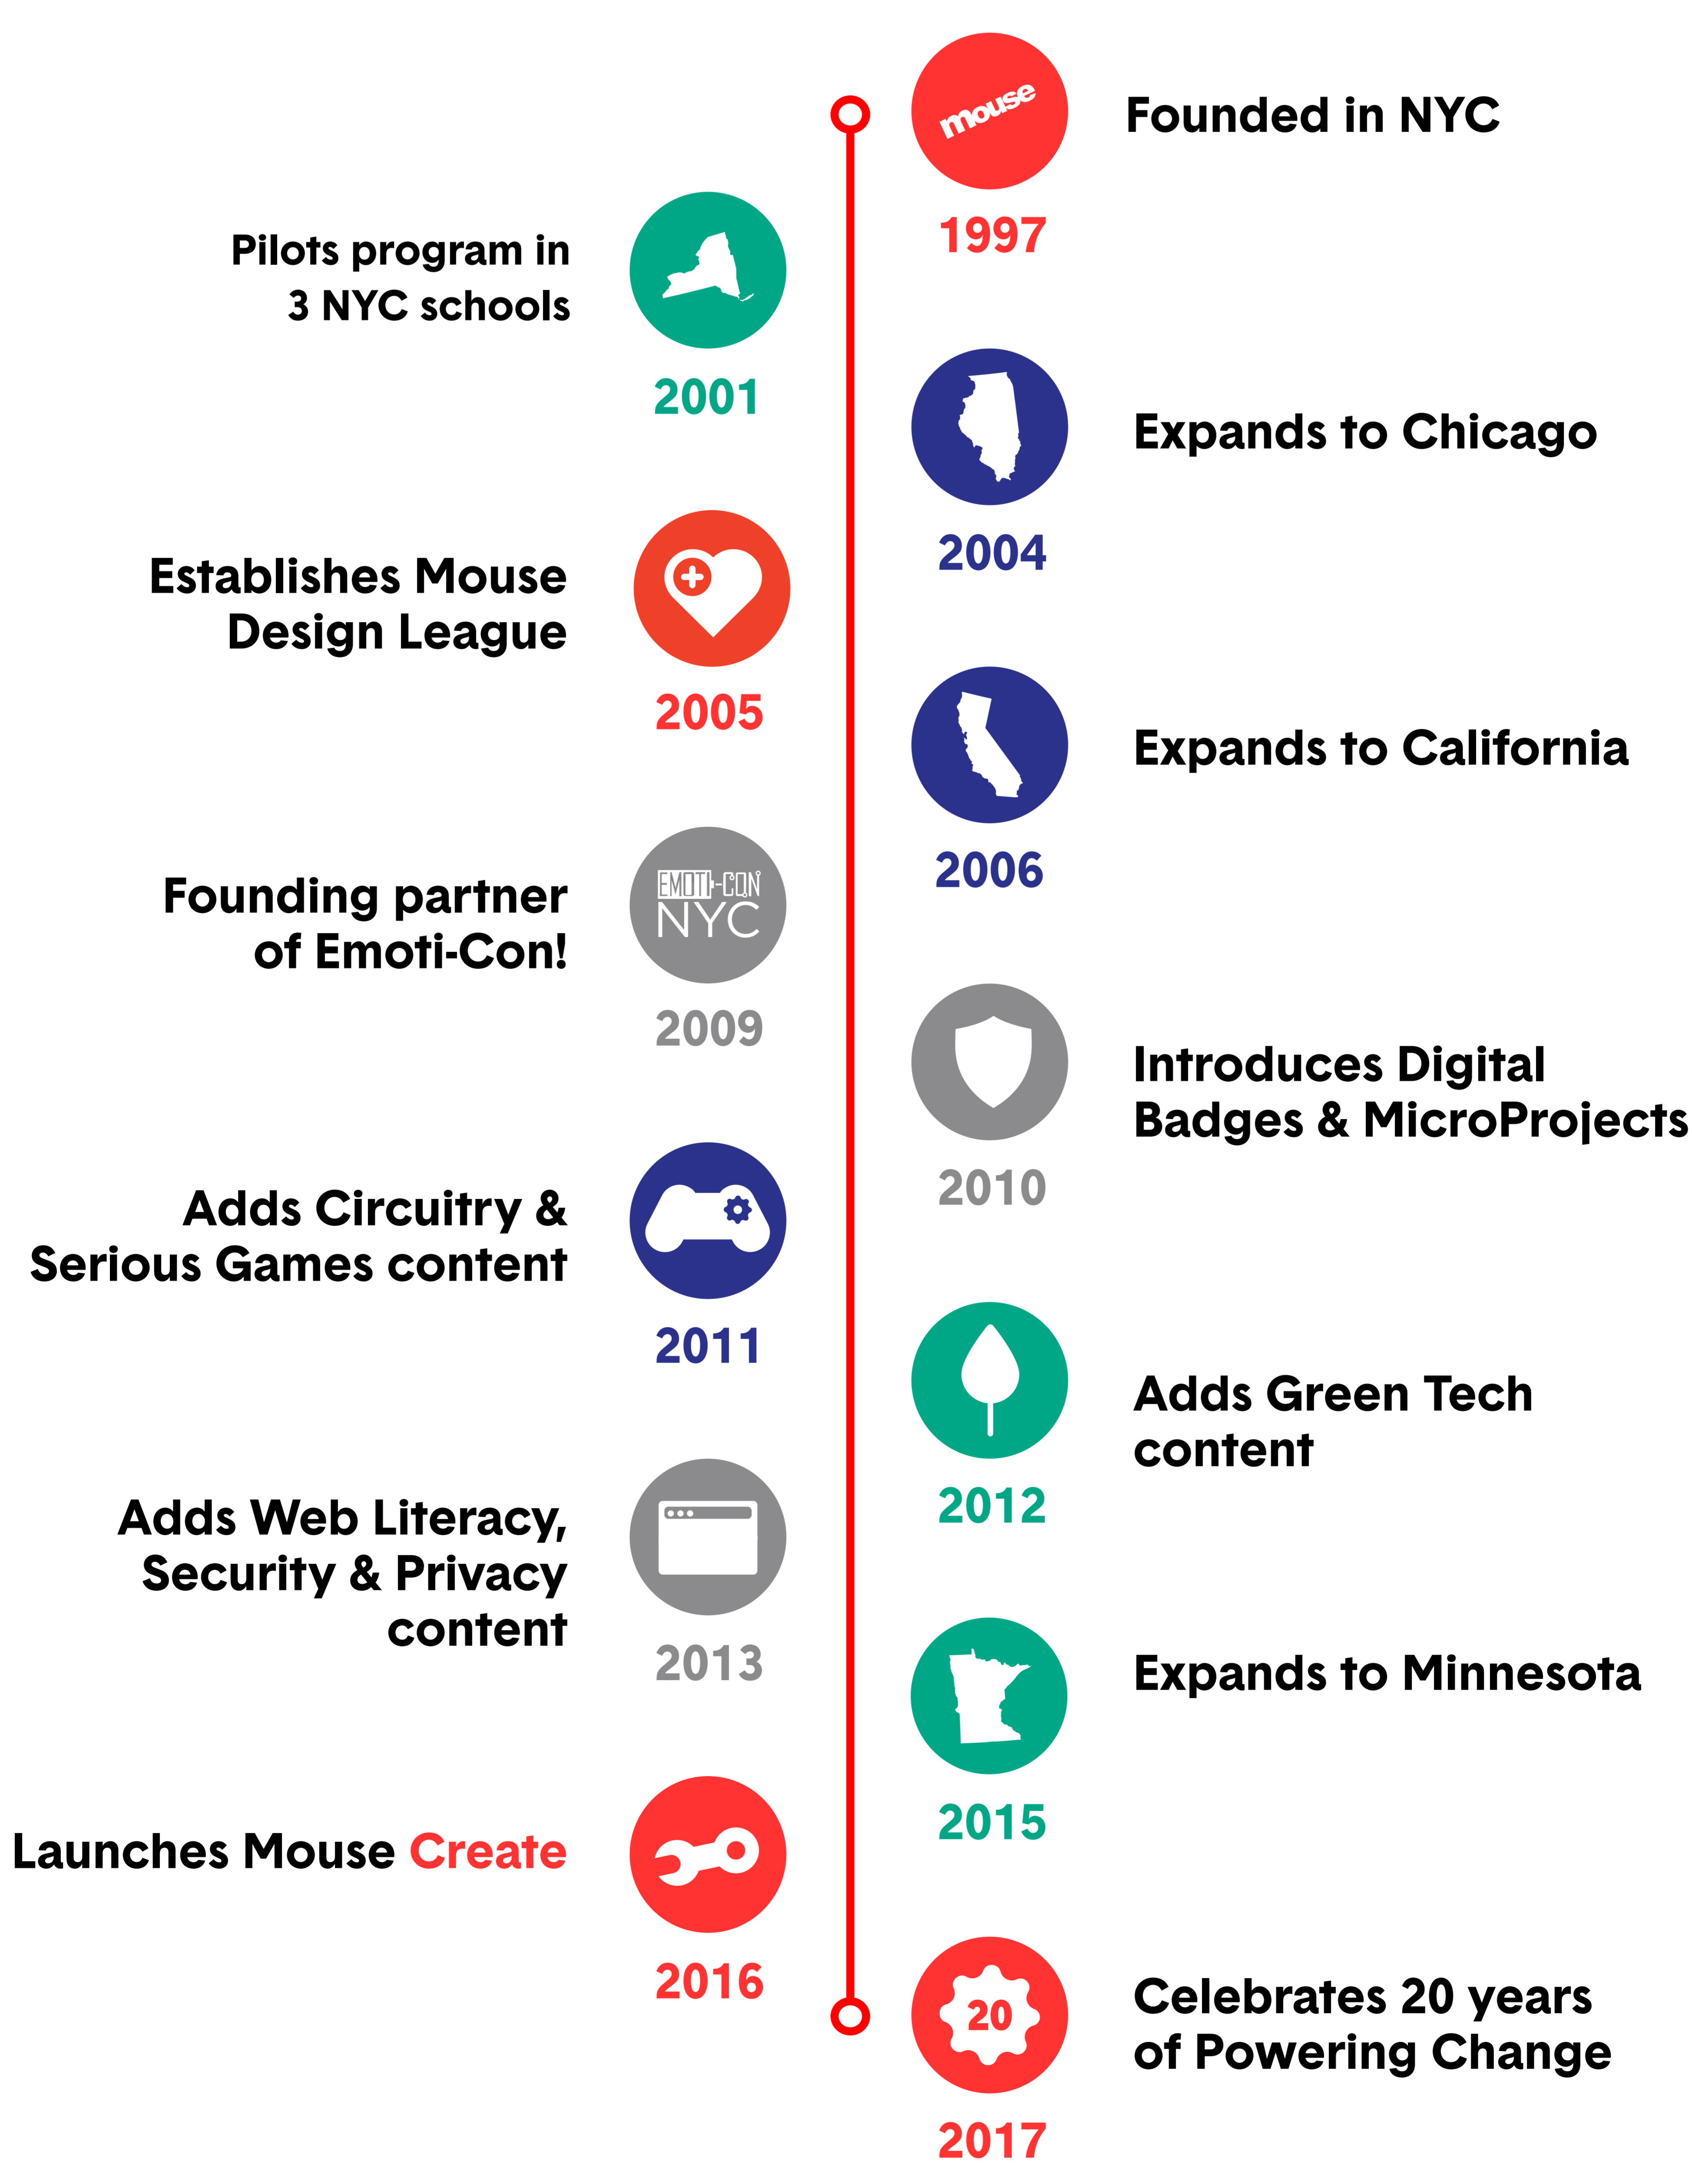 mouse
Founded in NYC
1997
Pilots program in
3 NYC schools
2001
Expands to Chicago
2004
Establishes Mouse
Design League
2005
Expands to California
2006
Founding partner
of Emoti-Con!
EMOTI-CON
NYC
2009
Introduces Digital
Badges & MicroProjects
2010
Adds Circuitry &
Serious Games content
2011
Adds Green Tech
content
2012
Adds Web Literacy,
Security & Privacy
content
2013
Expands to Minnesota
2015
Launches Mouse Create
2016
20
Celebrates 20 years
of Powering Change
2017